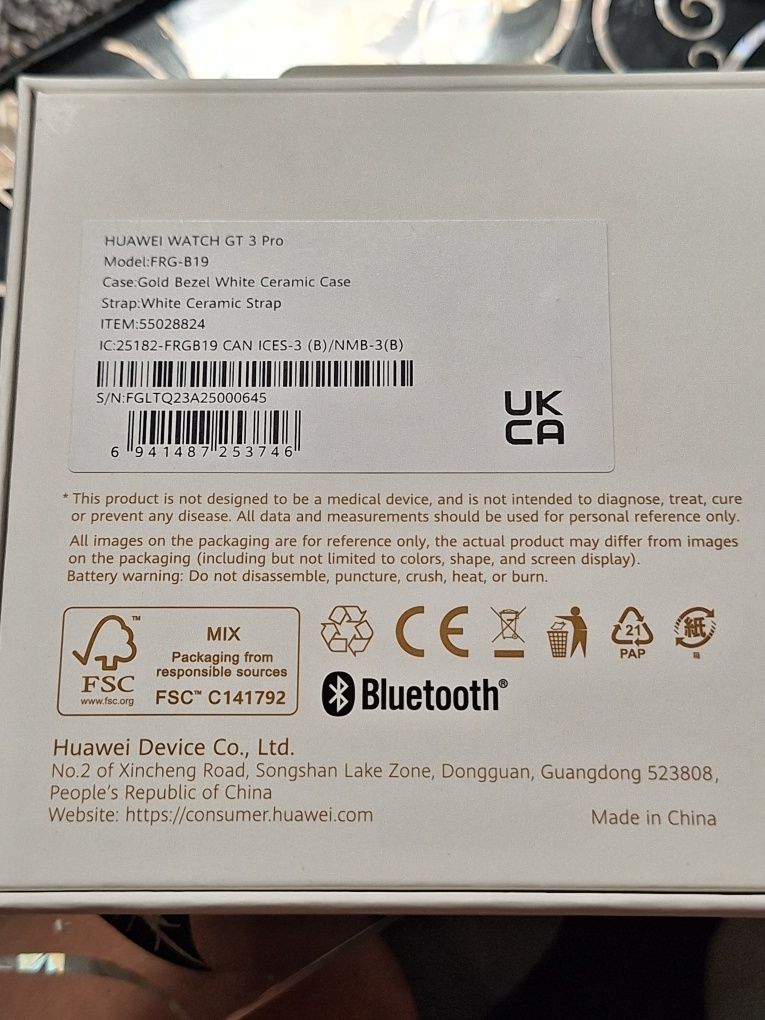 HUAWEI WATCH GT 3 Pro
Model:FRG-B19
Case:Gold Bezel White Ceramic Case
Strap:White Ceramic Strap
ITEM:55028824
IC:25182-FRGB19 CAN ICES-3 (B)/NMB-3(B)
S/N:FGLTQ23A25000645
6 941487 253746
UK
CA
* This product is not designed to be a medical device, and is not intended to diagnose, treat, cure
or prevent any disease. All data and measurements should be used for personal reference only.
All images on the packaging are for reference only, the actual product may differ from images
on the packaging (including but not limited to colors, shape, and screen display).
Battery warning: Do not disassemble, puncture, crush, heat, or burn.
FSC
www.fsc.org
MIX
Packaging from
responsible sources
FSC™ C141792
CE
21
PAP
紙
箱
Bluetooth®
Huawei Device Co., Ltd.
No.2 of Xincheng Road, Songshan Lake Zone, Dongguan, Guangdong 523808,
People's Republic of China
Website: https://consumer.huawei.com
Made in China